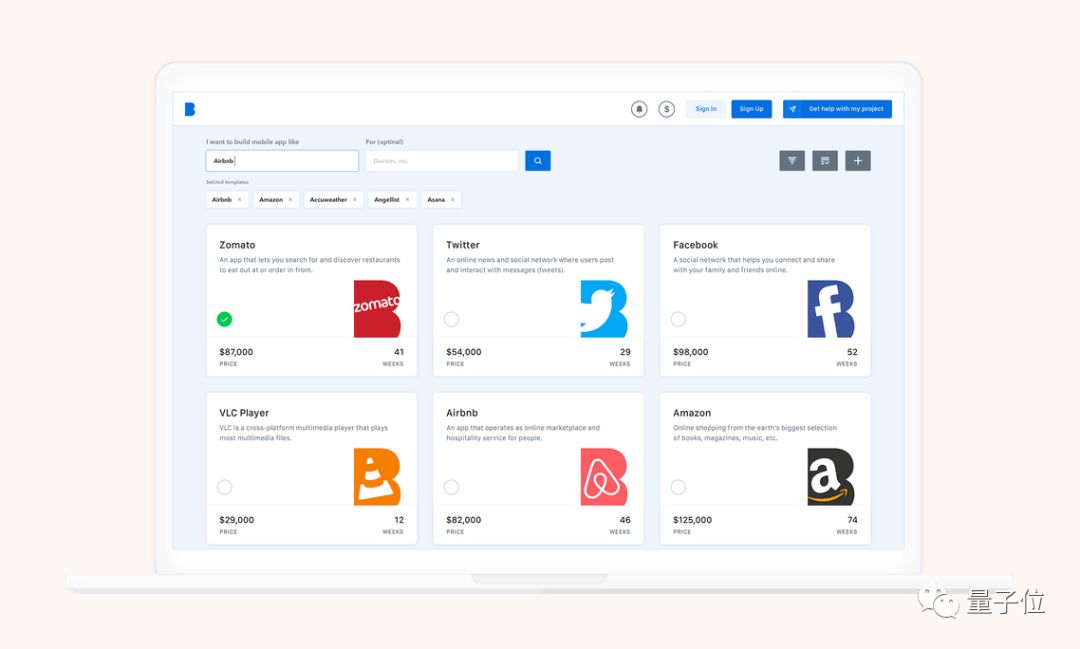 B
$
Sign In
Sign Up
Get help with my project
I want to build mobile app like
For (optinal)
Airbnb
Doctors, etc.
Selcted templates
Airbnb ×
Amazon ×
Accuweather ×
Angellist ×
Asana ×
Zomato
An app that lets you search for and discover restaurants
to eat out at or order in from.
zomato
$87,000
41
PRICE
WEEKS
Twitter
An online news and social network where users post
and interact with messages (tweets).
$54,000
29
PRICE
WEEKS
Facebook
A social network that helps you connect and share
with your family and friends online.
f
$98,000
52
PRICE
WEEKS
VLC Player
VLC is a cross-platform multimedia player that plays
most multimedia files.
$29,000
12
PRICE
WEEKS
Airbnb
An app that operates as online marketplace and
hospitality service for people.
$82,000
46
PRICE
WEEKS
Amazon
Online shopping from the earth's biggest selection
of books, magazines, music, etc.
a
$125,000
74
PRICE
WEEKS
量子位